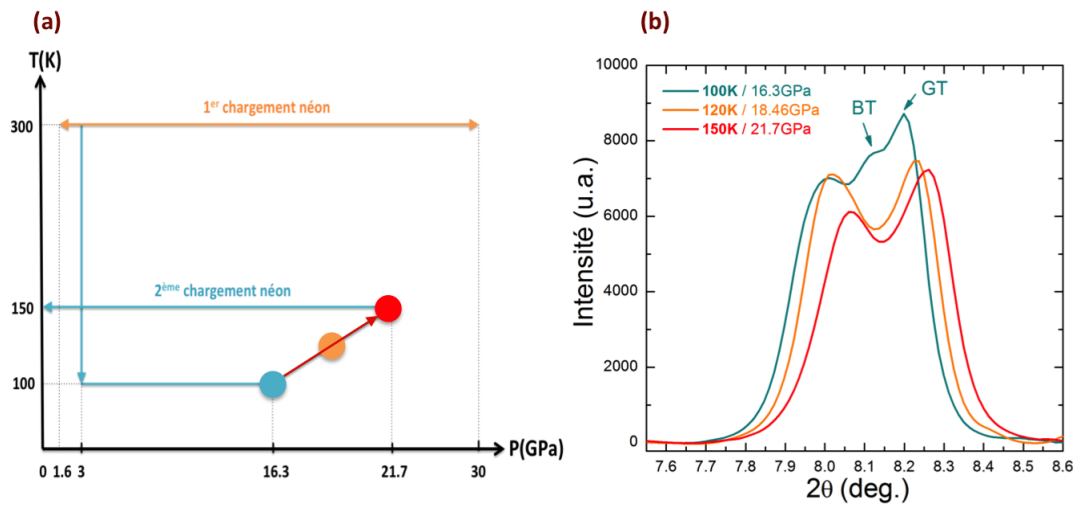 (a)
T(K)
1er chargement néon
300
2ème chargement néon
150
100
0 1.6 3 16.3 21.7 30
P(GPa)
(b)
10000
8000
6000
4000
2000
0
Intensité (u.a.)
100K / 16.3GPa
120K / 18.46GPa
150K / 21.7GPa
BT
GT
7.6 7.7 7.8 7.9 8.0 8.1 8.2 8.3 8.4 8.5 8.6
2θ (deg.)